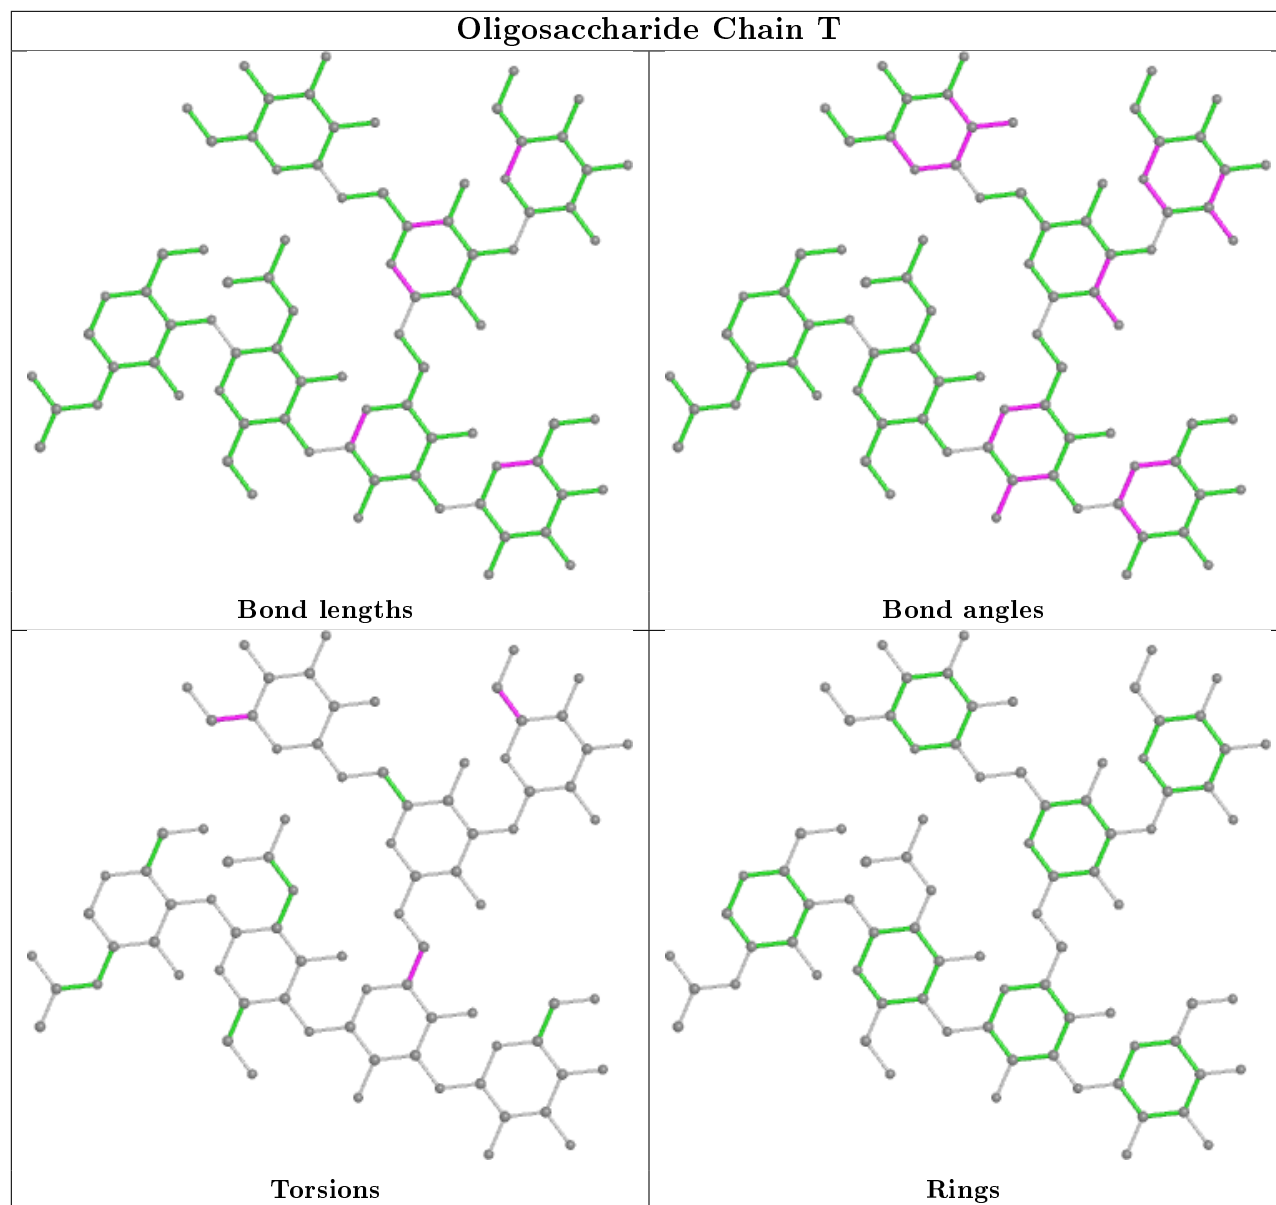 Oligosaccharide Chain T
Bond lengths
Bond angles
Torsions
Rings